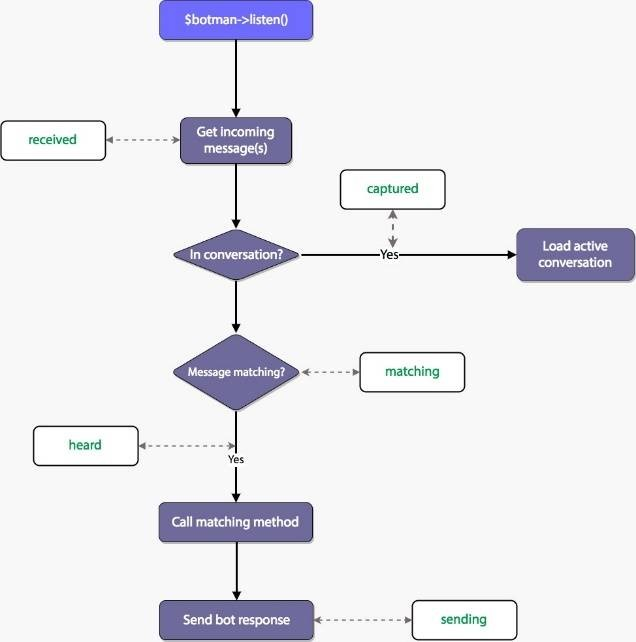 $botman->listen()
Get incoming
message(s)
received
captured
In conversation?
Yes
Load active
conversation
Message matching?
matching
heard
Yes
Call matching method
Send bot response
sending